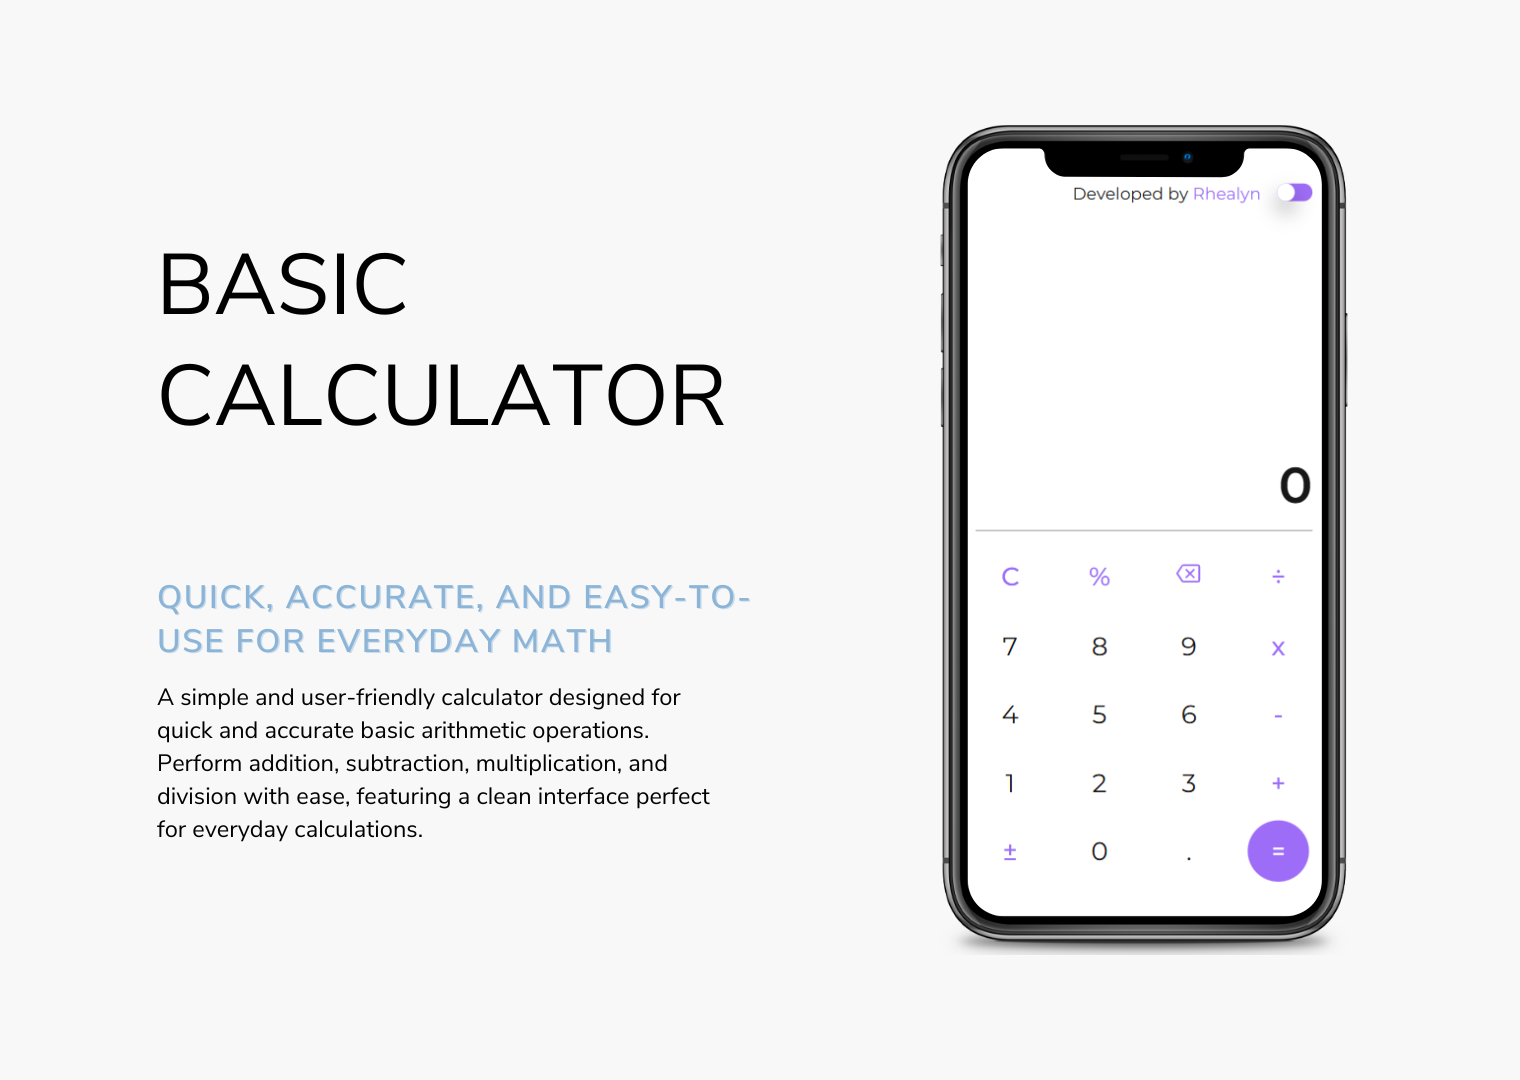 BASIC
CALCULATOR
QUICK, ACCURATE, AND EASY-TO-
USE FOR EVERYDAY MATH
A simple and user-friendly calculator designed for
quick and accurate basic arithmetic operations.
Perform addition, subtraction, multiplication, and
division with ease, featuring a clean interface perfect
for everyday calculations.
Developed by Rhealyn
0
C % ÷
7 8 9 x
4 5 6 -
1 2 3 +
± 0 . =